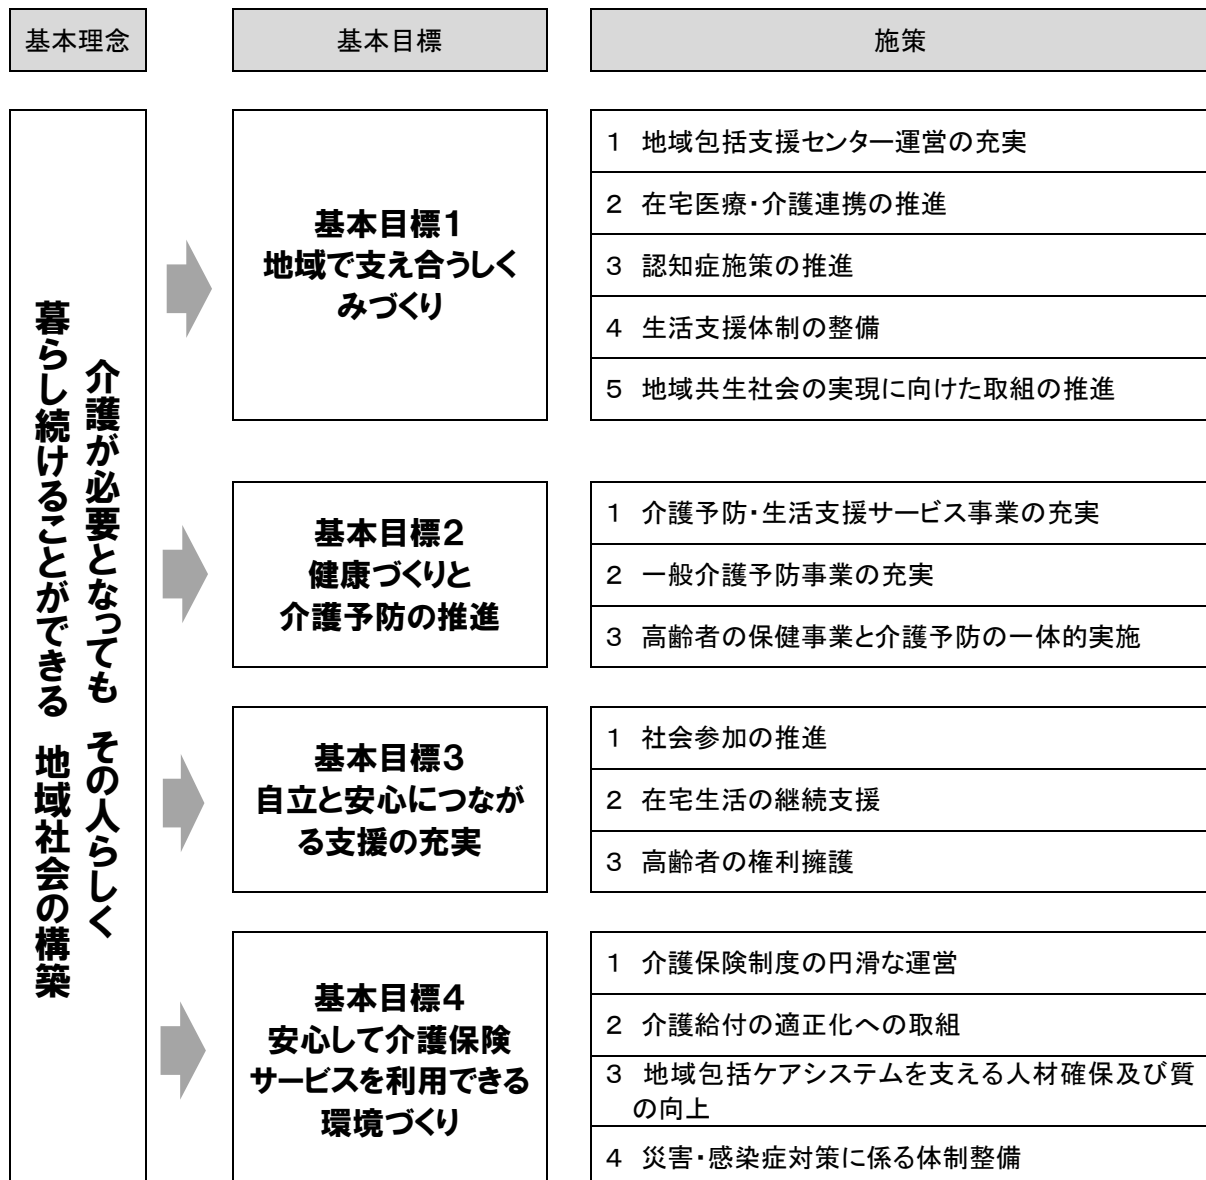 基本理念
基本目標
施策
介護が必要となっても その人らしく
暮らし続けることができる 地域社会の構築
基本目標1
地域で支え合うしく
みづくり
1 地域包括支援センター運営の充実
2 在宅医療・介護連携の推進
3 認知症施策の推進
4 生活支援体制の整備
5 地域共生社会の実現に向けた取組の推進
基本目標2
健康づくりと
介護予防の推進
1 介護予防・生活支援サービス事業の充実
2 一般介護予防事業の充実
3 高齢者の保健事業と介護予防の一体的実施
基本目標3
自立と安心につなが
る支援の充実
1 社会参加の推進
2 在宅生活の継続支援
3 高齢者の権利擁護
基本目標4
安心して介護保険
サービスを利用できる
環境づくり
1 介護保険制度の円滑な運営
2 介護給付の適正化への取組
3 地域包括ケアシステムを支える人材確保及び質
の向上
4 災害・感染症対策に係る体制整備